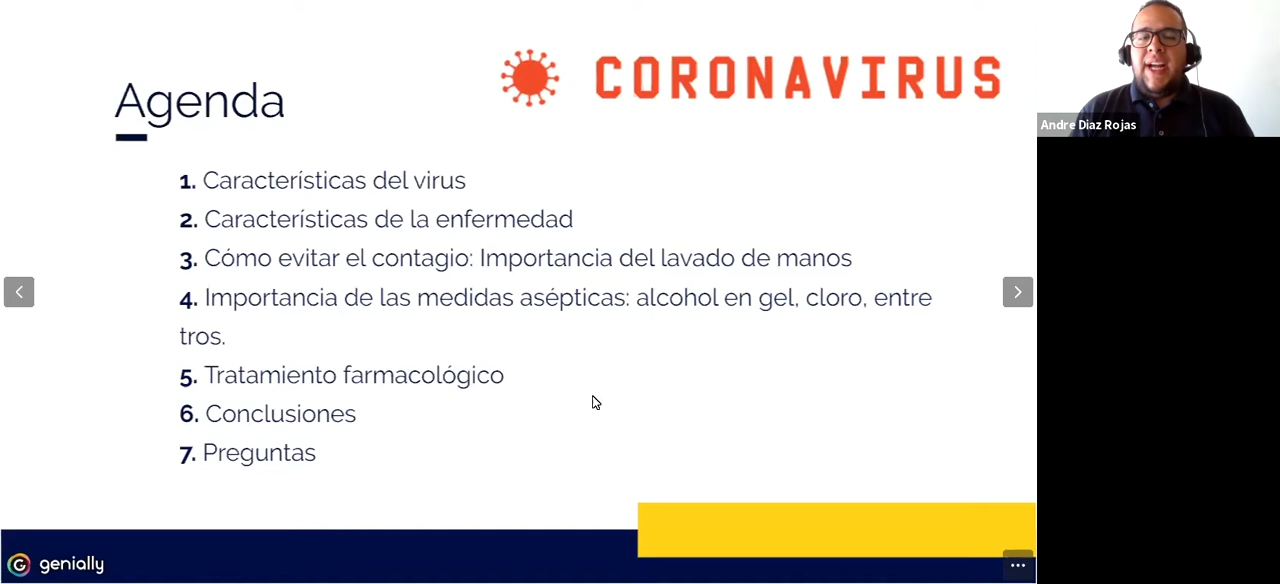 CORONAVIRUS
Agenda
1. Características del virus
2. Características de la enfermedad
3. Cómo evitar el contagio: Importancia del lavado de manos
4. Importancia de las medidas asépticas: alcohol en gel, cloro, entre
tros.
5. Tratamiento farmacológico
6. Conclusiones
7. Preguntas
genially
Andre Diaz Rojas